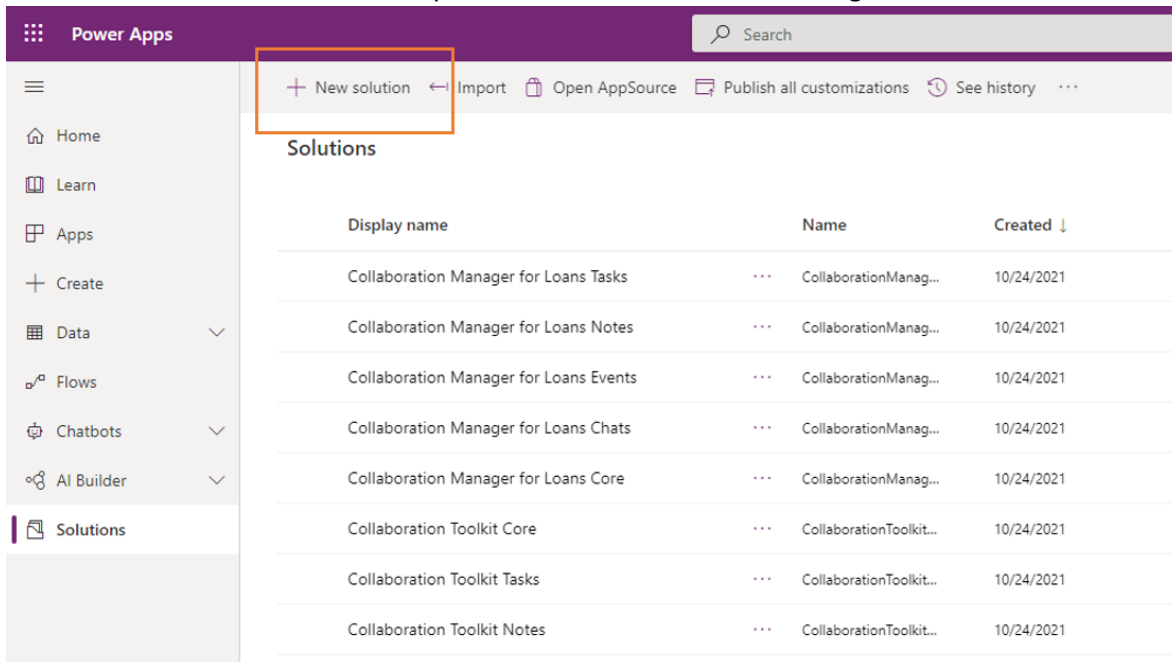 Power Apps
Search
New solution Import Open AppSource Publish all customizations See history ...
Home
Solutions
Learn
Display name Name Created ↓
Apps
Collaboration Manager for Loans Tasks ... CollaborationManag... 10/24/2021
Create
Collaboration Manager for Loans Notes ... CollaborationManag... 10/24/2021
Data
Collaboration Manager for Loans Events ... CollaborationManag... 10/24/2021
Flows
Collaboration Manager for Loans Chats ... CollaborationManag... 10/24/2021
Chatbots
Collaboration Manager for Loans Core ... CollaborationManag... 10/24/2021
AI Builder
Collaboration Toolkit Core ... CollaborationToolkit... 10/24/2021
Solutions
Collaboration Toolkit Tasks ... CollaborationToolkit... 10/24/2021
Collaboration Toolkit Notes ... CollaborationToolkit... 10/24/2021